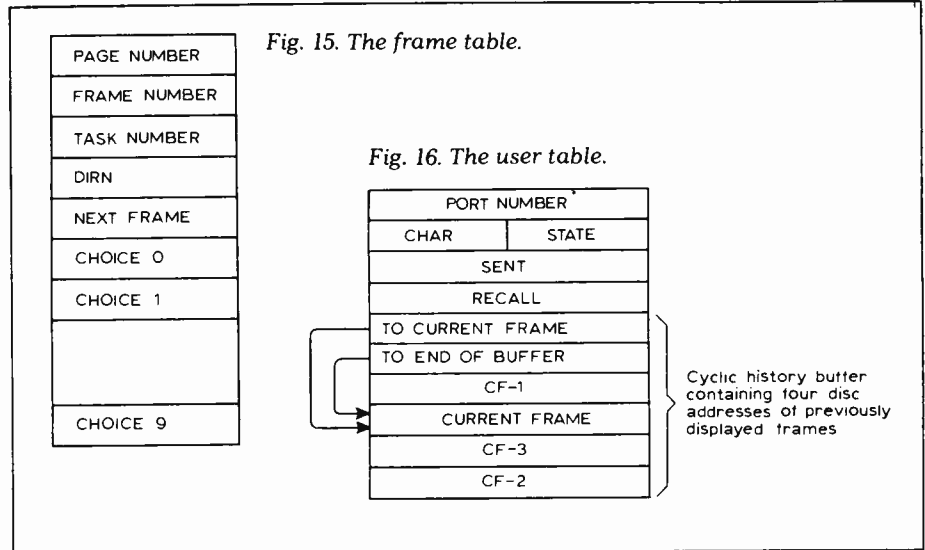 Fig. 15. The frame table.
PAGE NUMBER
FRAME NUMBER
TASK NUMBER
DIRN
NEXT FRAME
CHOICE 0
CHOICE 1
CHOICE 9
Fig. 16. The user table.
PORT NUMBER
CHAR STATE
SENT
RECALL
TO CURRENT FRAME
TO END OF BUFFER
CF-1
CURRENT FRAME
CF-3
CF-2
Cyclic history buffer
containing four disc
addresses of previously
displayed frames